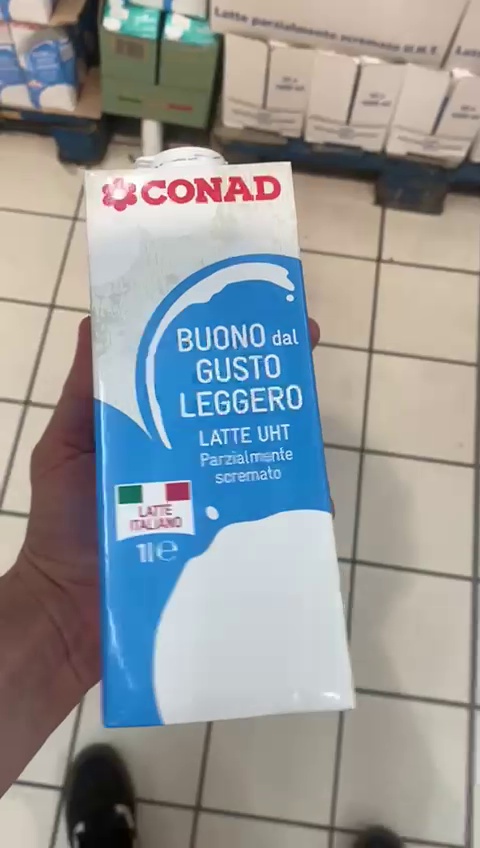 Latte parzialmente scremato U.H.T.
CONAD
BUONO dal
GUSTO
LEGGERO
LATTE UHT
Parzialmente
scremato
LATTE
ITALIANO
1l e